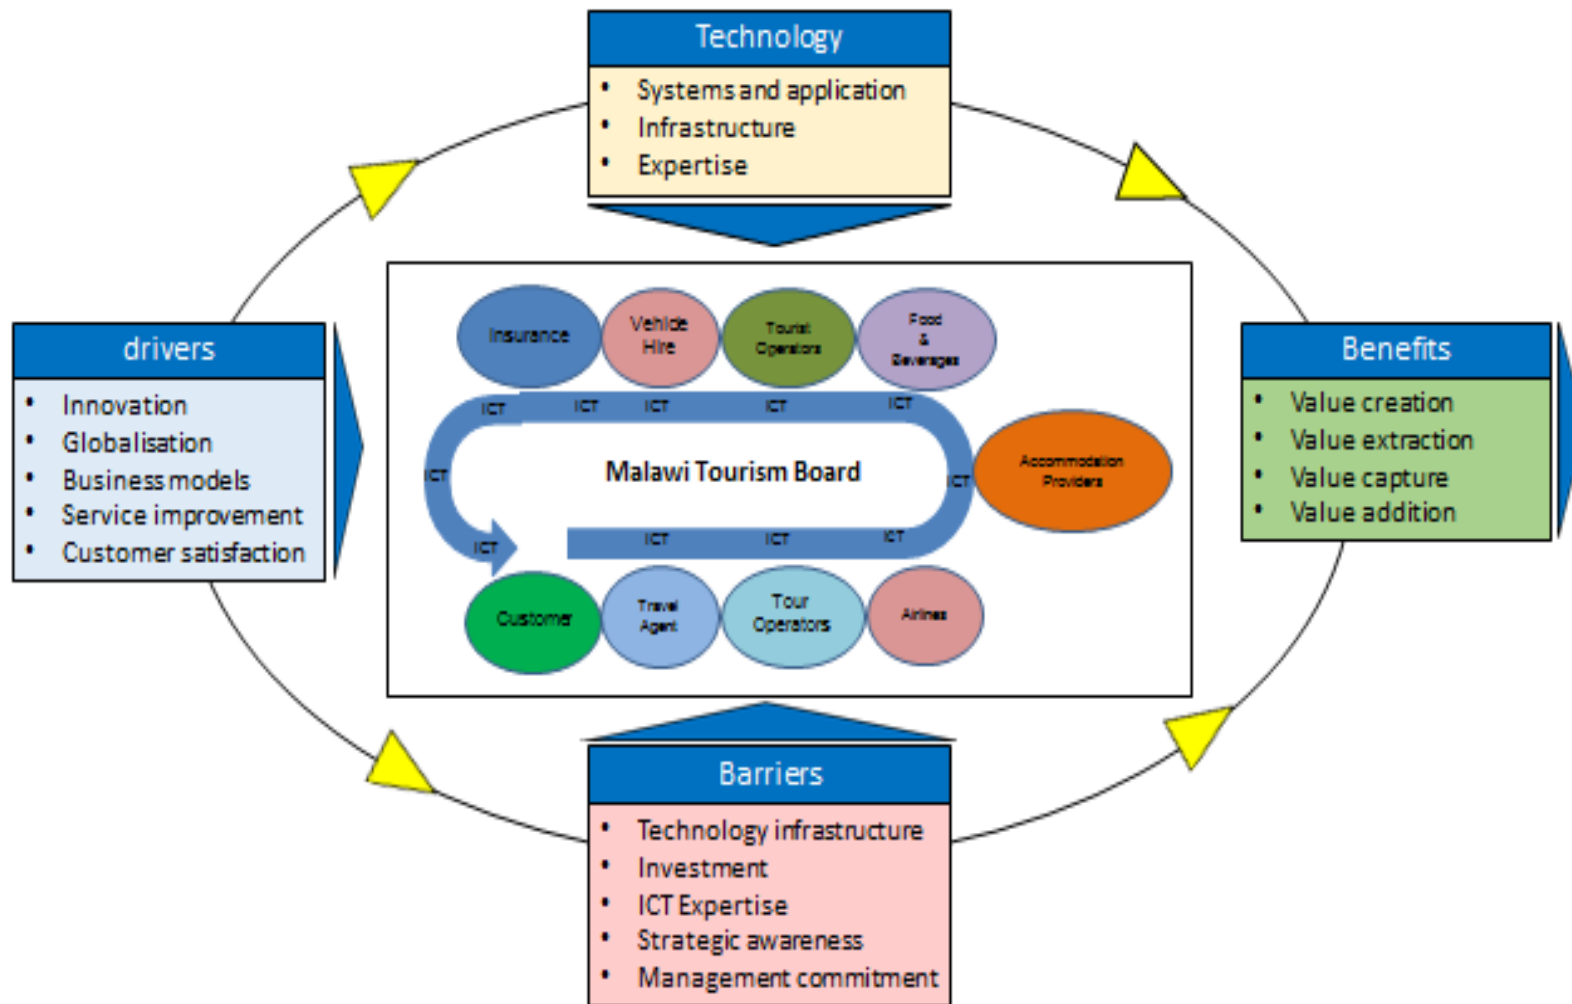 Technology
• Systems and application
• Infrastructure
• Expertise
drivers
• Innovation
• Globalisation
• Business models
• Service improvement
• Customer satisfaction
Insurance
Vehicle
Hire
Tourist
Operators
Food
&
Beverages
ICT
ICT
ICT
ICT
ICT
ICT
Malawi Tourism Board
ICT
Accommodation
Providers
ICT
ICT
ICT
ICT
Customer
Travel
Agent
Tour
Operators
Airlines
Benefits
• Value creation
• Value extraction
• Value capture
• Value addition
Barriers
• Technology infrastructure
• Investment
• ICT Expertise
• Strategic awareness
• Management commitment